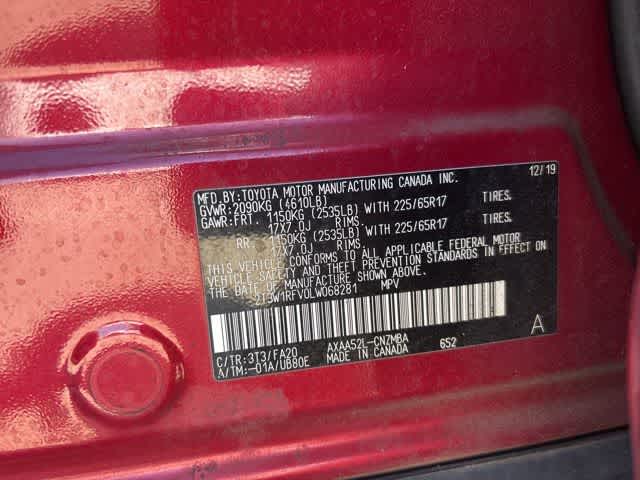 MFD.BY:TOYOTA MOTOR MANUFACTURING CANADA INC. 12/19
GVWR:2090KG (4610LB)
GAWR:FRT. 1150KG (2535LB) WITH 225/65R17 TIRES.
17X7.0J RIMS.
RR. 1150KG (2535LB) WITH 225/65R17 TIRES.
17X7.0J RIMS.
THIS VEHICLE CONFORMS TO ALL APPLICABLE FEDERAL MOTOR
VEHICLE SAFETY AND THEFT PREVENTION STANDARDS IN
EFFECT ON THE DATE OF MANUFACTURE SHOWN ABOVE.
2T3W1RFV0LW068281 MPV
C/TR:3T3/FA20 AXAA52L-CNZMBA A
A/TM:-01A/UB80E MADE IN CANADA 652